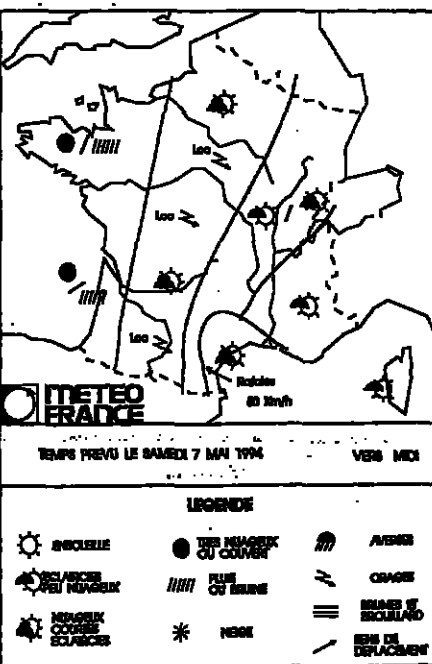 Loc
Loc
Loc
Rafales
80 Km/h
METEO
FRANCE
TEMPS PREVU LE SAMEDI 7 MAI 1994 VERS MIDI
LEGENDE
ENSOLEILLE
ECLAIRCIES
PEU NUAGEUX
NUAGEUX
COURTES
ECLAIRCIES
TRES NUAGEUX
OU COUVERT
PLUIE
OU BRUINE
NEIGE
AVERSES
ORAGES
BRUMES ET
BROUILLARD
SENS DE
DEPLACEMENT